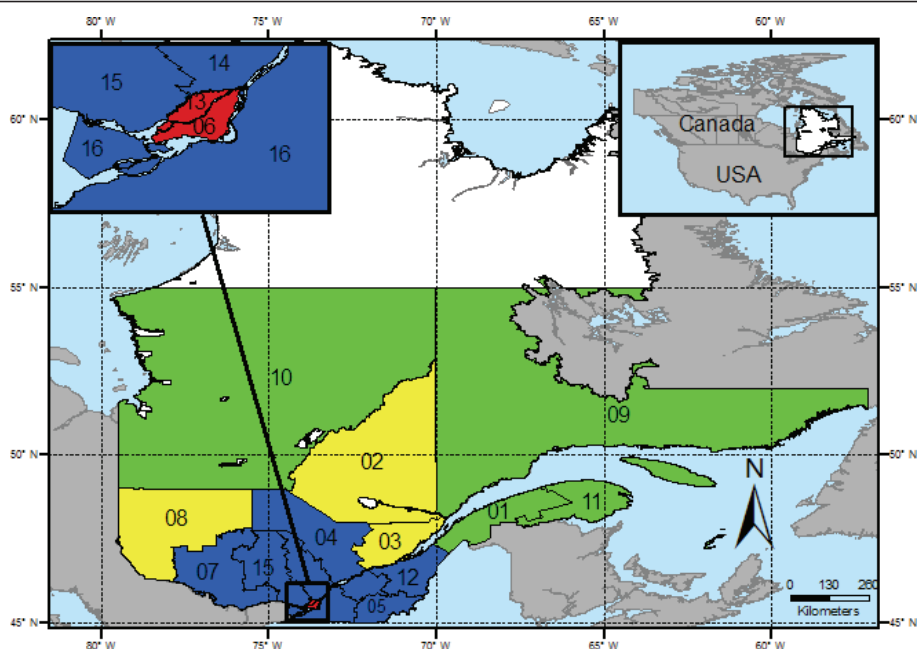 80° W 75° W 70° W 65° W 60° W
14
15
13
06
16
16
Canada
USA
60° N 60° N
55° N 55° N
10
09
02
50° N 50° N
N
08
01
11
04
03
07
15
12
05
0 130 260
Kilometers
45° N 45° N
80° W 75° W 70° W 65° W 60° W